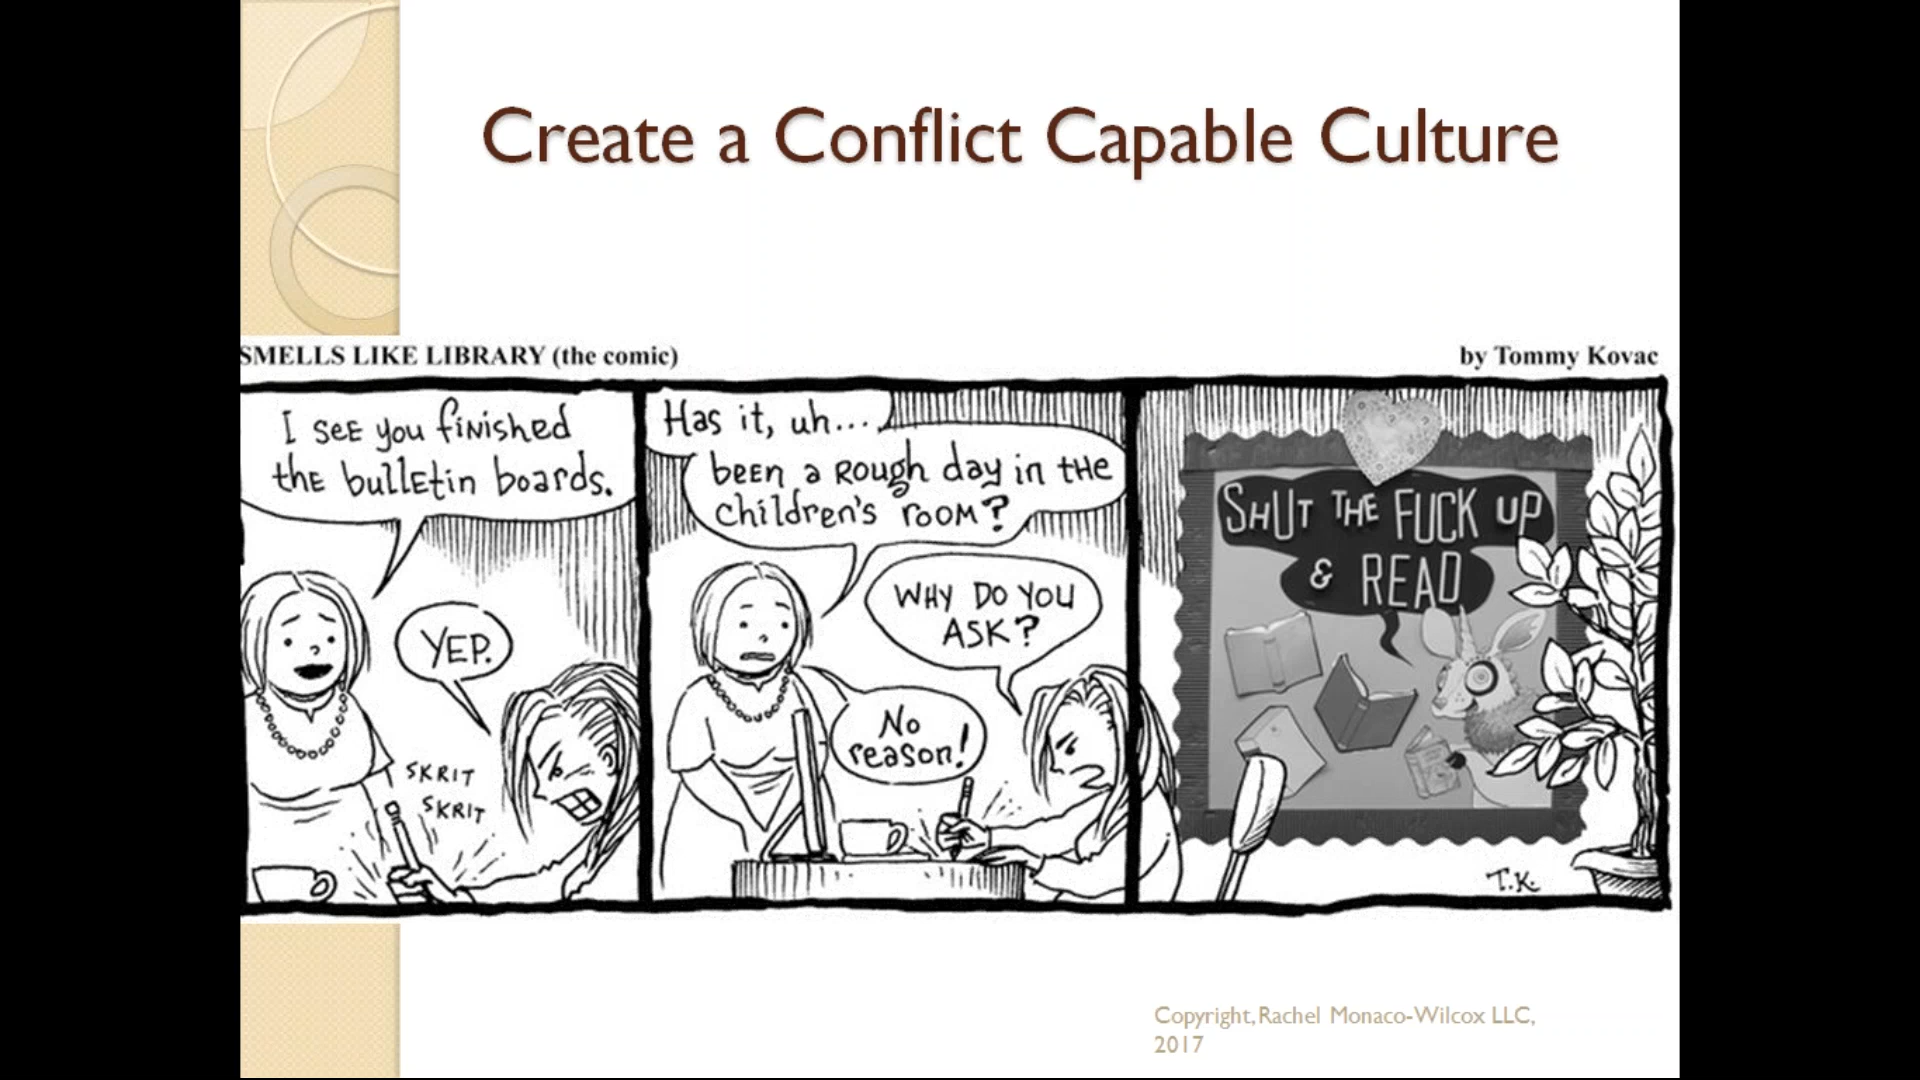 Create a Conflict Capable Culture
SMELLS LIKE LIBRARY (the comic)
by Tommy Kovac
I SEE you finished
the bulletin boards.
YEP.
SKRIT
SKRIT
Has it, uh...
been a Rough day in the
children's room?
WHY DO YOU
ASK?
No
reason!
SHUT THE FUCK UP
& READ
T.K.
Copyright, Rachel Monaco-Wilcox LLC,
2017